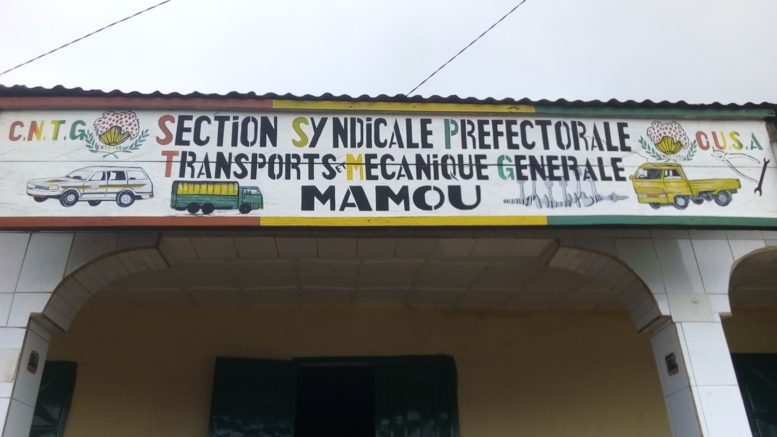 C.N.T.G
SECTION SYNDICALE PREFECTORALE
O.U.S.A
TRANSPORTS ET MECANIQUE GENERALE
MAMOU